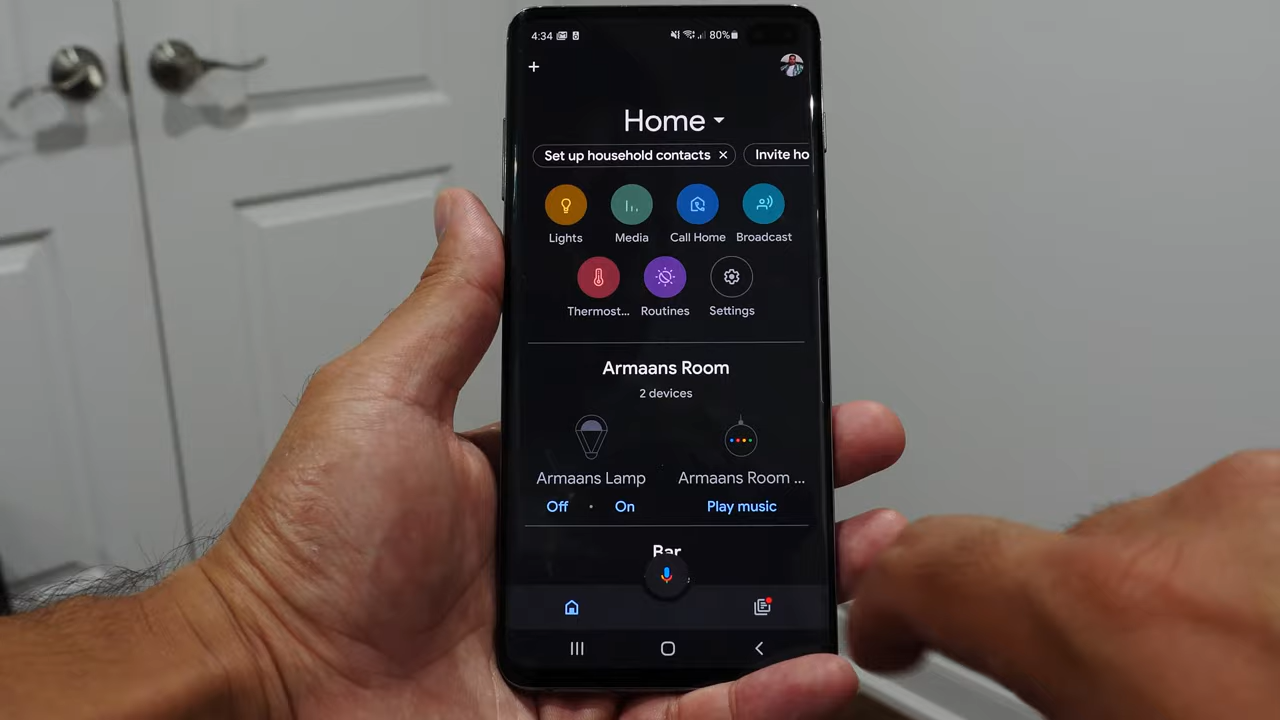 4:34 80%
Home
Set up household contacts Invite ho
Lights Media Call Home Broadcast
Thermost... Routines Settings
Armaans Room
2 devices
Armaans Lamp Armaans Room ...
Off · On Play music
Bar